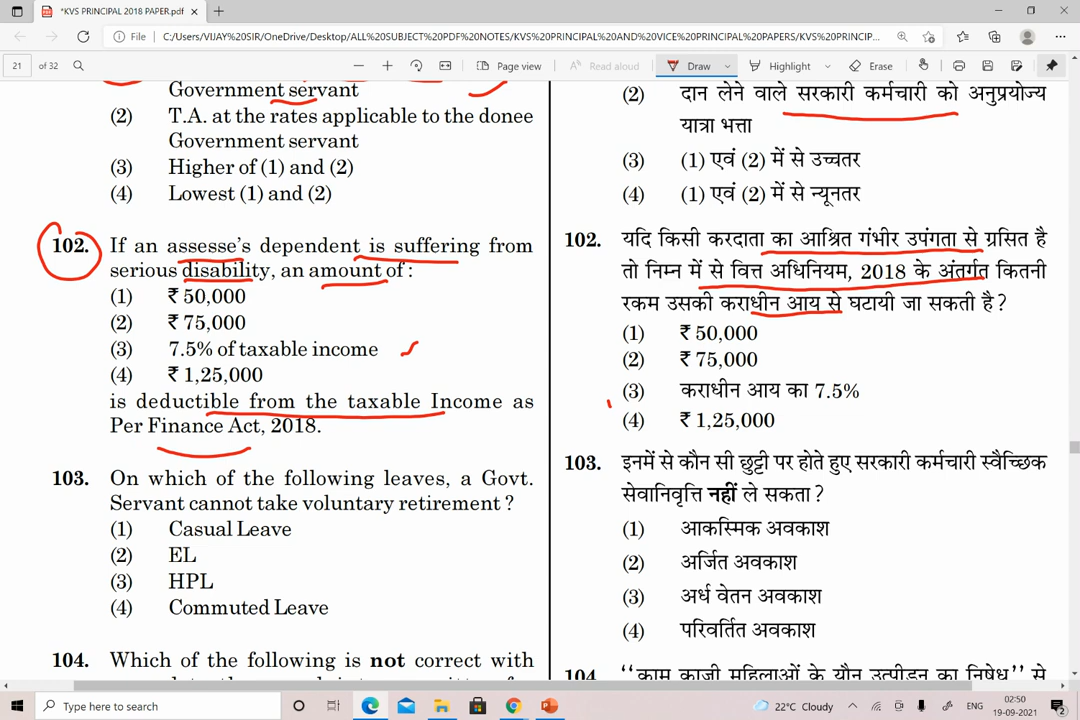 *KVS PRINCIPAL 2018 PAPER.pdf
File
C:/Users/VIJAY%20SIR/OneDrive/Desktop/ALL%20SUBJECT%20PDF%20NOTES/KVS%20PRINCIPAL%20AND%20VICE%20PRINCIPAL%20PAPERS/KVS%20PRINCIP...
21 of 32
Page view
Read aloud
Draw
Highlight
Erase
Government servant
(2) T.A. at the rates applicable to the donee
Government servant
(3) Higher of (1) and (2)
(4) Lowest (1) and (2)
102. If an assesse's dependent is suffering from
serious disability, an amount of :
(1) ₹ 50,000
(2) ₹ 75,000
(3) 7.5% of taxable income
(4) ₹ 1,25,000
is deductible from the taxable Income as
Per Finance Act, 2018.
103. On which of the following leaves, a Govt.
Servant cannot take voluntary retirement ?
(1) Casual Leave
(2) EL
(3) HPL
(4) Commuted Leave
104. Which of the following is not correct with
(2) दान लेने वाले सरकारी कर्मचारी को अनुप्रयोज्य
यात्रा भत्ता
(3) (1) एवं (2) में से उच्चतर
(4) (1) एवं (2) में से न्यूनतर
102. यदि किसी करदाता का आश्रित गंभीर उपंगता से ग्रसित है
तो निम्न में से वित्त अधिनियम, 2018 के अंतर्गत कितनी
रकम उसकी कराधीन आय से घटायी जा सकती है ?
(1) ₹ 50,000
(2) ₹ 75,000
(3) कराधीन आय का 7.5%
(4) ₹ 1,25,000
103. इनमें से कौन सी छुट्टी पर होते हुए सरकारी कर्मचारी स्वैच्छिक
सेवानिवृत्ति नहीं ले सकता ?
(1) आकस्मिक अवकाश
(2) अर्जित अवकाश
(3) अर्ध वेतन अवकाश
(4) परिवर्तित अवकाश
104. "काम काजी महिलाओं के यौन उत्पीड़न का निषेध" से
Type here to search
22°C Cloudy
ENG
02:50
19-09-2021
2